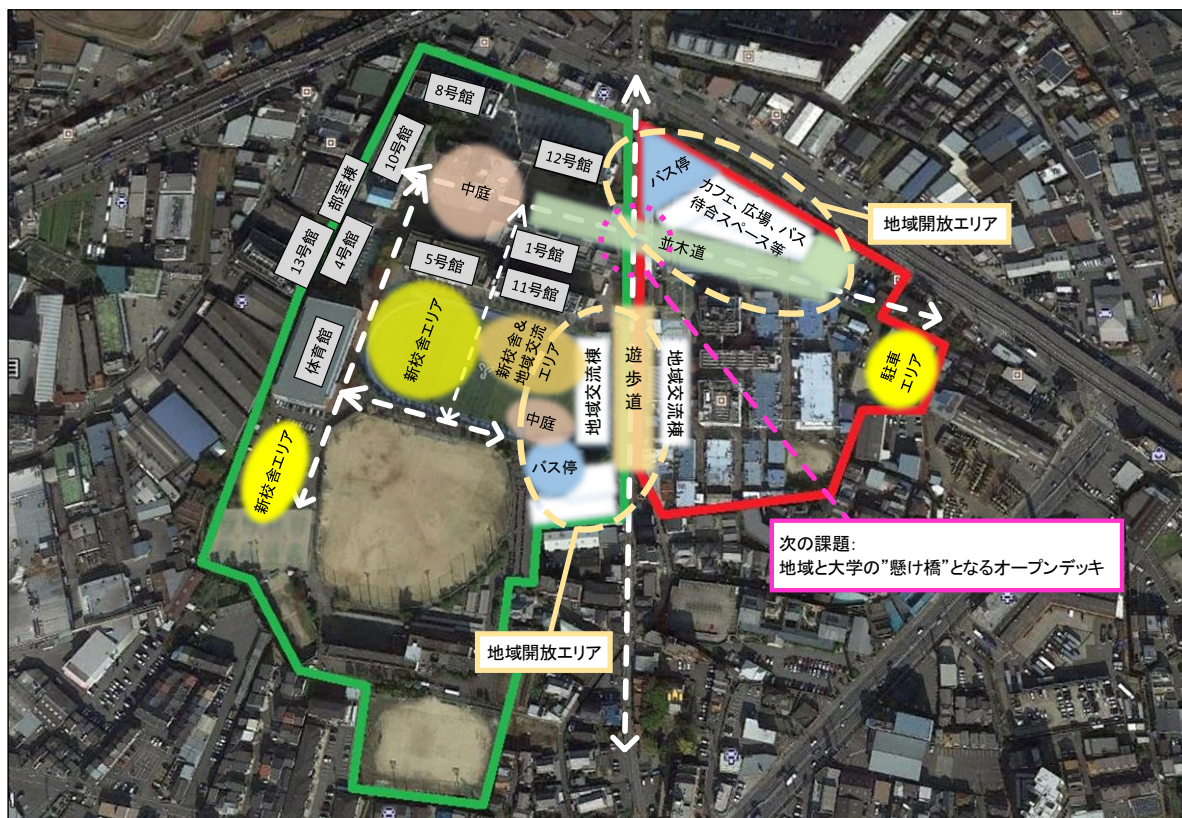 8号館
10号館
12号館
中庭
部室棟
13号館
4号館
5号館
1号館
11号館
バス停
カフェ、広場、バス
待合スペース等
並木道
地域開放エリア
体育館
新校舎エリア
新校舎&
地域交流
エリア
地域交流棟
遊歩道
地域交流棟
駐車
エリア
中庭
バス停
新校舎エリア
次の課題:
地域と大学の”懸け橋”となるオープンデッキ
地域開放エリア